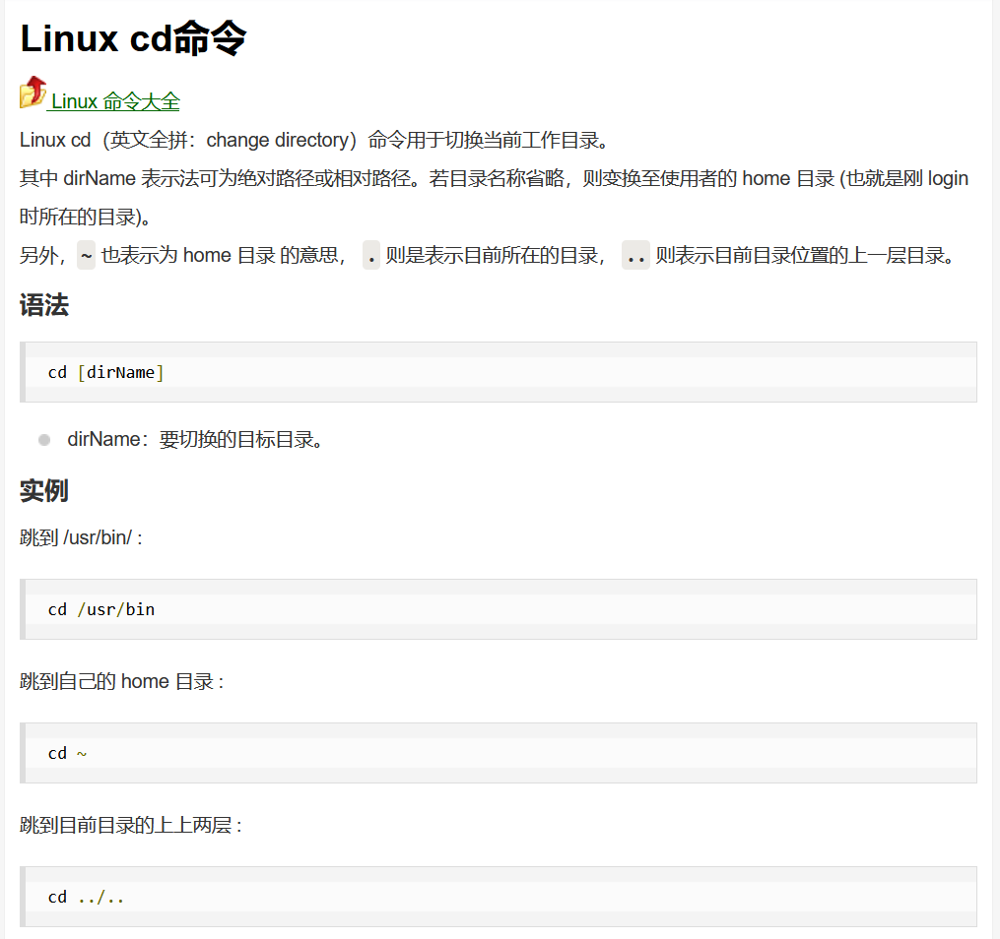 Linux cd命令
Linux 命令大全
Linux cd（英文全拼：change directory）命令用于切换当前工作目录。
其中 dirName 表示法可为绝对路径或相对路径。若目录名称省略，则变换至使用者的 home 目录 (也就是刚 login
时所在的目录)。
另外，~ 也表示为 home 目录 的意思， . 则是表示目前所在的目录， .. 则表示目前目录位置的上一层目录。
语法
cd [dirName]
dirName：要切换的目标目录。
实例
跳到 /usr/bin/ :
cd /usr/bin
跳到自己的 home 目录 :
cd ~
跳到目前目录的上上两层 :
cd ../..